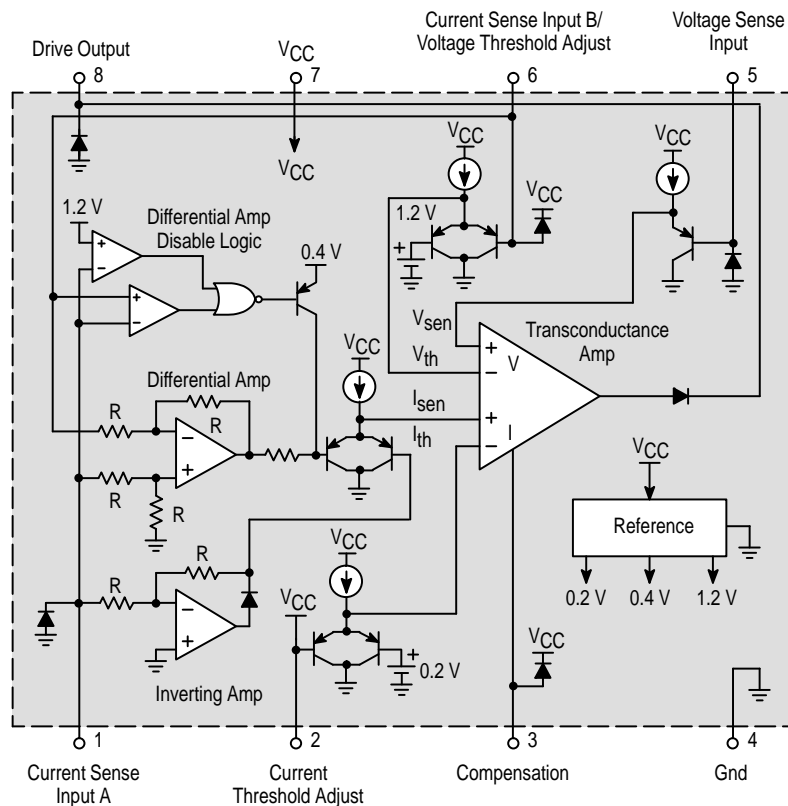 Drive Output
8
VCC
7
Current Sense Input B/
Voltage Threshold Adjust
6
Voltage Sense
Input
5
VCC
VCC
VCC
VCC
1.2 V
Differential Amp
Disable Logic
1.2 V
+
0.4 V
+
−
+
−
Vsen
Transconductance
Amp
VCC
Vth
+
−
V
Differential Amp
Isen
+
−
I
R
R
Ith
−
+
VCC
R
R
Reference
R
R
VCC
0.2 V
0.4 V
1.2 V
VCC
−
+
+
0.2 V
VCC
Inverting Amp
1
2
3
4
Current Sense
Input A
Current
Threshold Adjust
Compensation
Gnd